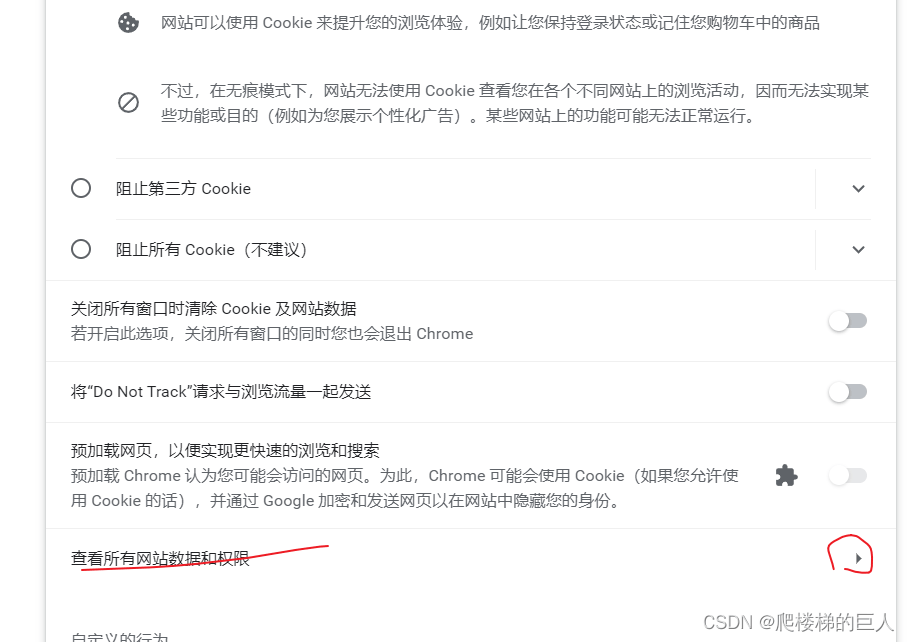 网站可以使用 Cookie 来提升您的浏览体验，例如让您保持登录状态或记住您购物车中的商品
不过，在无痕模式下，网站无法使用 Cookie 查看您在各个不同网站上的浏览活动，因而无法实现某
些功能或目的（例如为您展示个性化广告）。某些网站上的功能可能无法正常运行。
阻止第三方 Cookie
阻止所有 Cookie（不建议）
关闭所有窗口时清除 Cookie 及网站数据
若开启此选项，关闭所有窗口的同时您也会退出 Chrome
将“Do Not Track”请求与浏览流量一起发送
预加载网页，以便实现更快速的浏览和搜索
预加载 Chrome 认为您可能会访问的网页。为此，Chrome 可能会使用 Cookie（如果您允许使
用 Cookie 的话），并通过 Google 加密和发送网页以在网站中隐藏您的身份。
查看所有网站数据和权限
自定义的行为
CSDN @爬楼梯的巨人